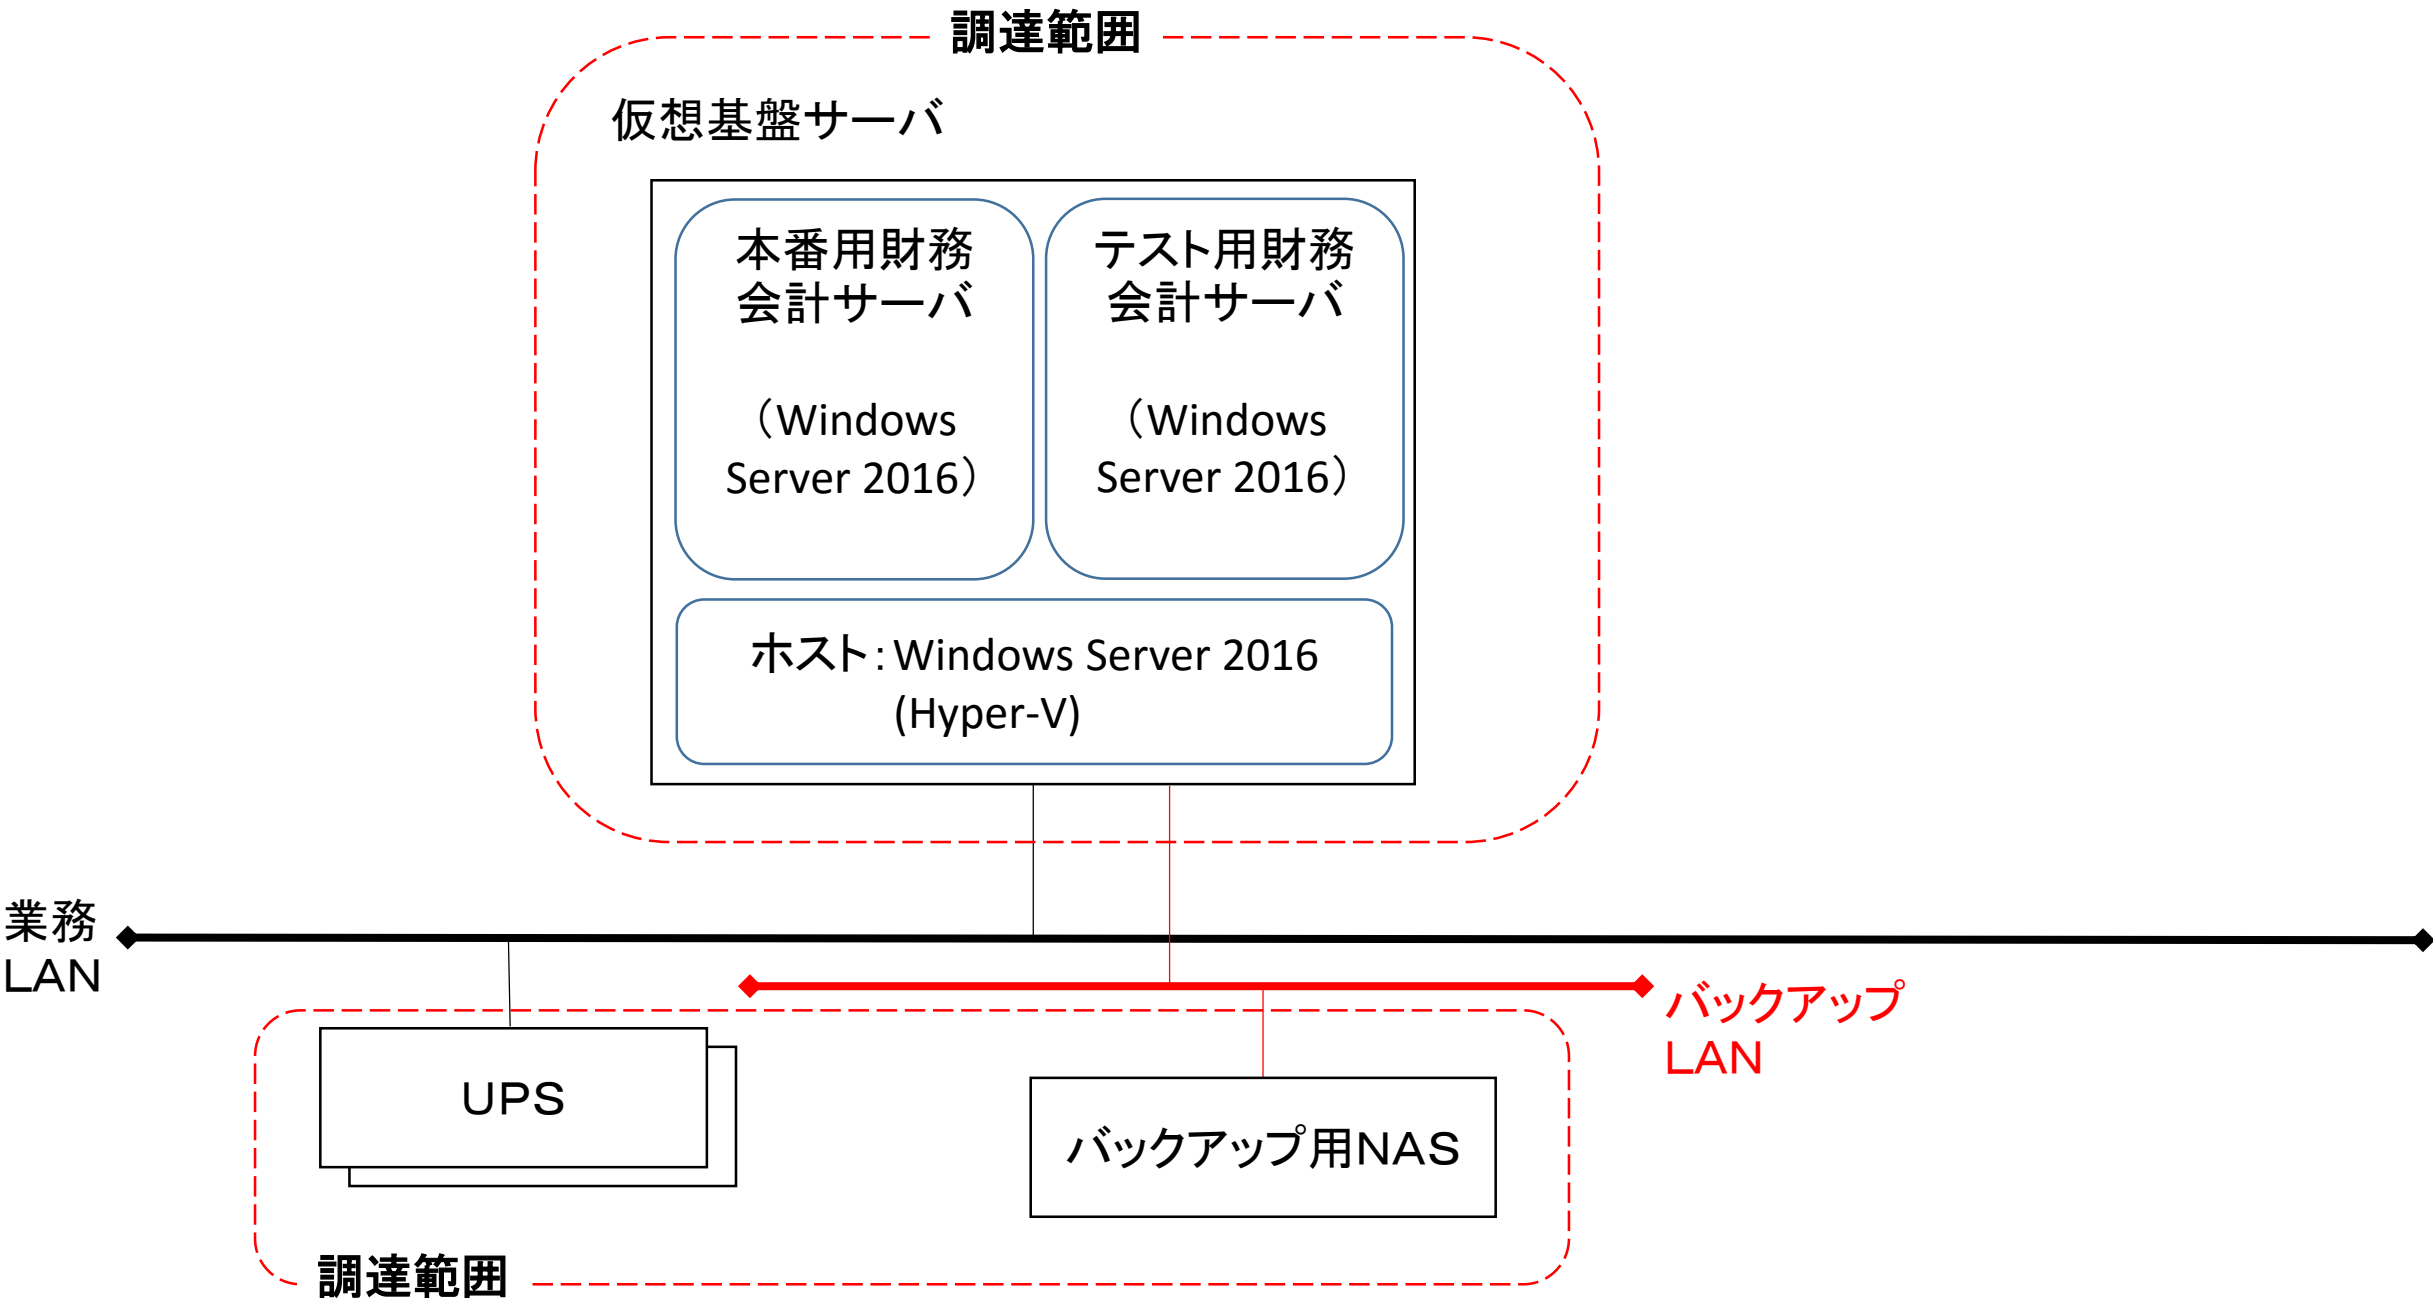 調達範囲
仮想基盤サーバ
本番用財務
会計サーバ
（Windows
Server 2016）
テスト用財務
会計サーバ
（Windows
Server 2016）
ホスト：Windows Server 2016
(Hyper-V)
業務
LAN
バックアップ
LAN
UPS
バックアップ用NAS
調達範囲